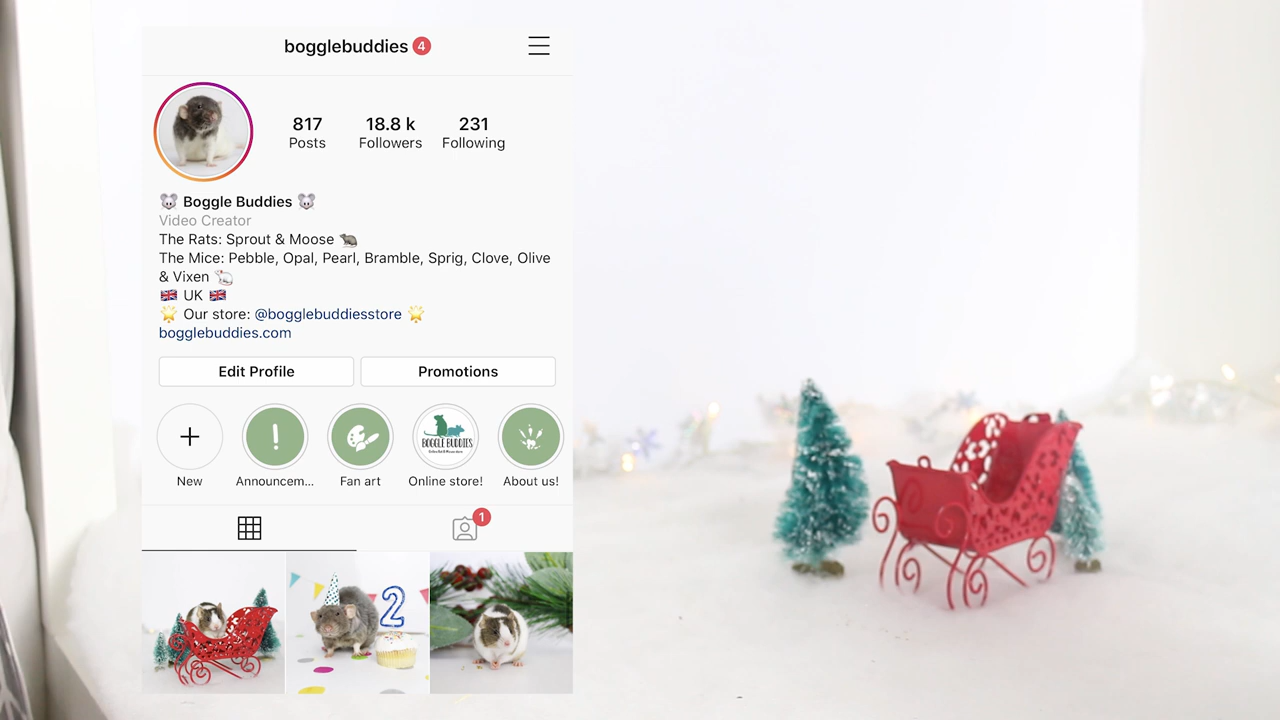 bogglebuddies 4
817 18.8 k 231
Posts Followers Following
🐭 Boggle Buddies 🐭
Video Creator
The Rats: Sprout & Moose 🐀
The Mice: Pebble, Opal, Pearl, Bramble, Sprig, Clove, Olive
& Vixen 🐁
🇬🇧 UK 🇬🇧
🌟 Our store: @bogglebuddiesstore 🌟
bogglebuddies.com
Edit Profile Promotions
BOGGLE BUDDIES
New Announcem... Fan art Online store! About us!
1
2